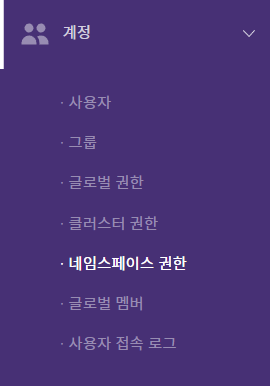 계정
· 사용자
· 그룹
· 글로벌 권한
· 클러스터 권한
· 네임스페이스 권한
· 글로벌 멤버
· 사용자 접속 로그